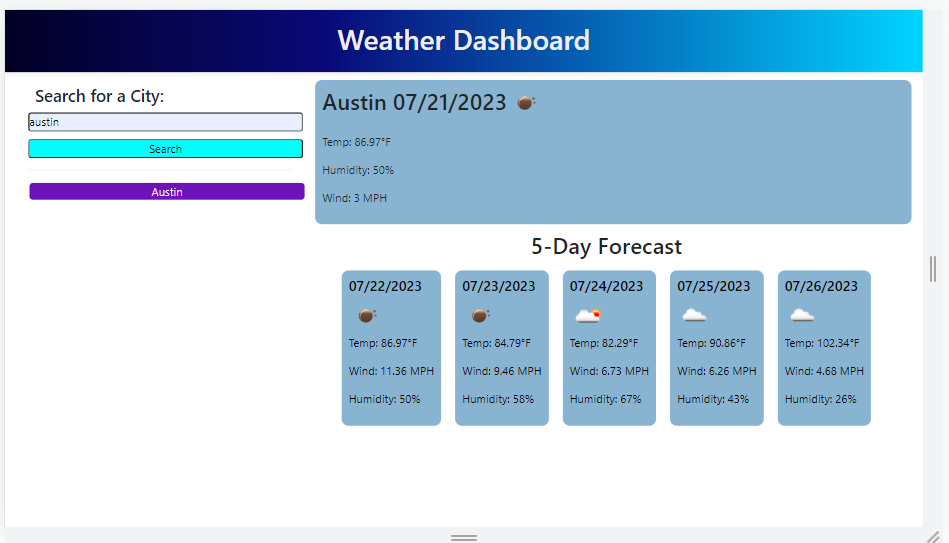 Weather Dashboard
Search for a City:
austin
Search
Austin
Austin 07/21/2023
Temp: 86.97°F
Humidity: 50%
Wind: 3 MPH
5-Day Forecast
07/22/2023
Temp: 86.97°F
Wind: 11.36 MPH
Humidity: 50%
07/23/2023
Temp: 84.79°F
Wind: 9.46 MPH
Humidity: 58%
07/24/2023
Temp: 82.29°F
Wind: 6.73 MPH
Humidity: 67%
07/25/2023
Temp: 90.86°F
Wind: 6.26 MPH
Humidity: 43%
07/26/2023
Temp: 102.34°F
Wind: 4.68 MPH
Humidity: 26%